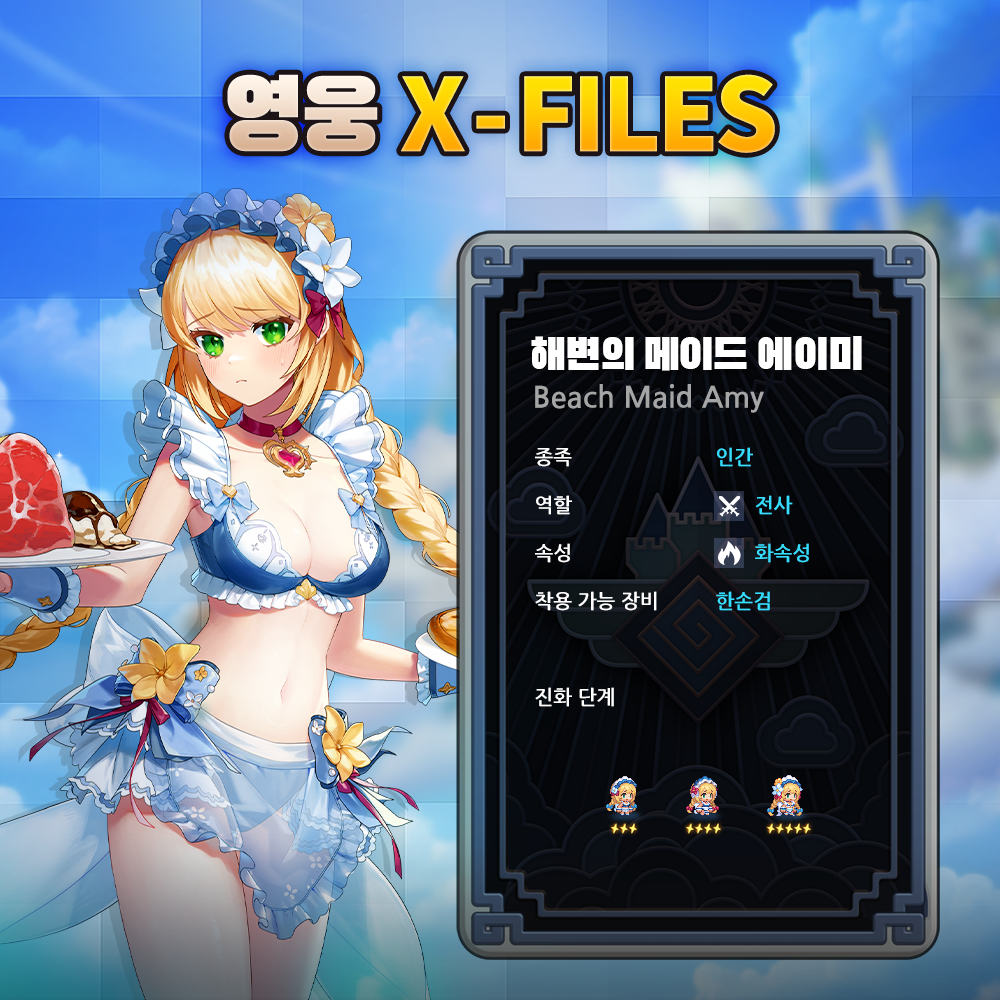 영웅 X-FILES
해변의 메이드 에이미
Beach Maid Amy
종족 인간
역할 전사
속성 화속성
착용 가능 장비 한손검
진화 단계